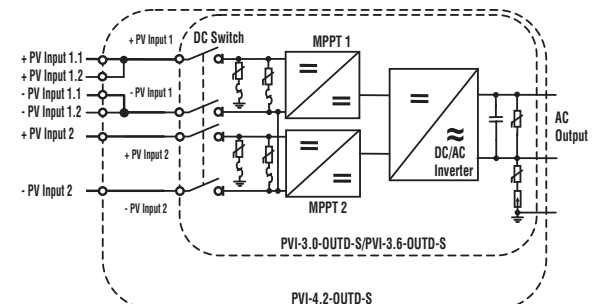 + PV Input 1
DC Switch
MPPT 1
+ PV Input 1.1
+ PV Input 1.2
- PV Input 1.1
- PV Input 1.2
- PV Input 1
+ PV Input 2
+ PV Input 2
- PV Input 2
- PV Input 2
MPPT 2
DC/AC
Inverter
AC
Output
PVI-3.0-OUTD-S/PVI-3.6-OUTD-S
PVI-4.2-OUTD-S